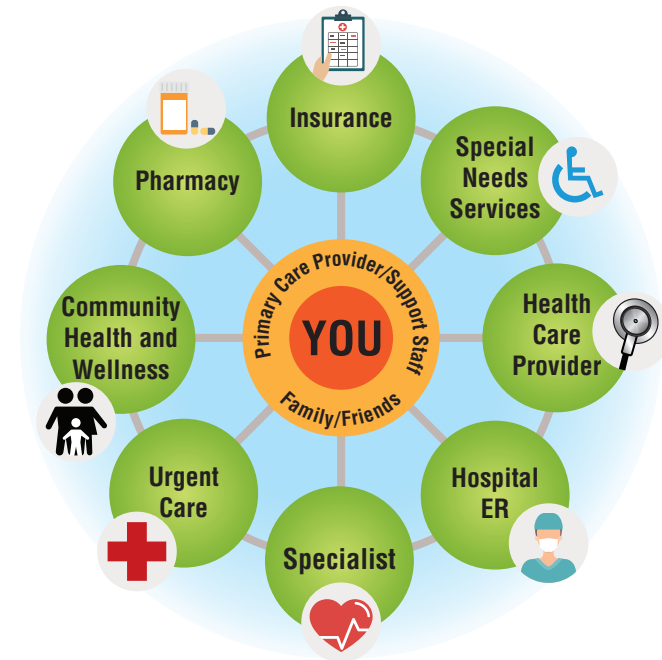 Insurance
Special
Needs
Services
Health
Care
Provider
Hospital
ER
Specialist
Urgent
Care
Community
Health and
Wellness
Pharmacy
Primary Care Provider/Support Staff
YOU
Family/Friends